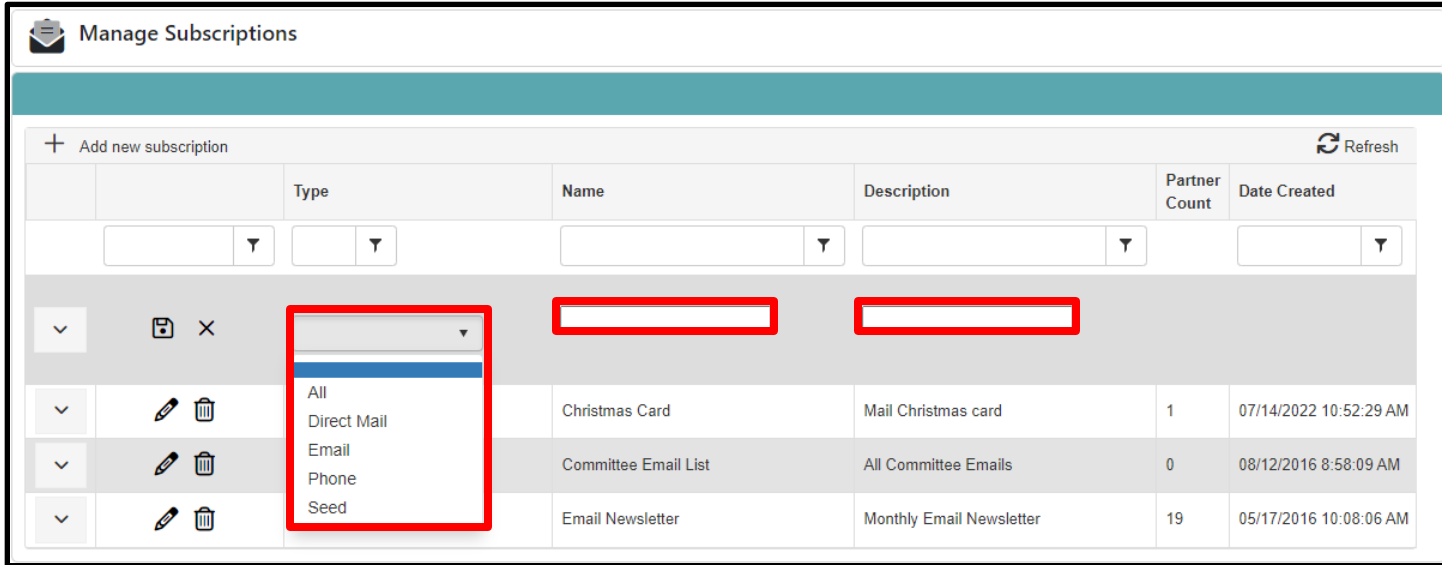 Manage Subscriptions
Add new subscription
Refresh
Type
Name
Description
Partner
Count
Date Created
All
Direct Mail
Email
Phone
Seed
Christmas Card
Mail Christmas card
1
07/14/2022 10:52:29 AM
Committee Email List
All Committee Emails
0
08/12/2016 8:58:09 AM
Email Newsletter
Monthly Email Newsletter
19
05/17/2016 10:08:06 AM